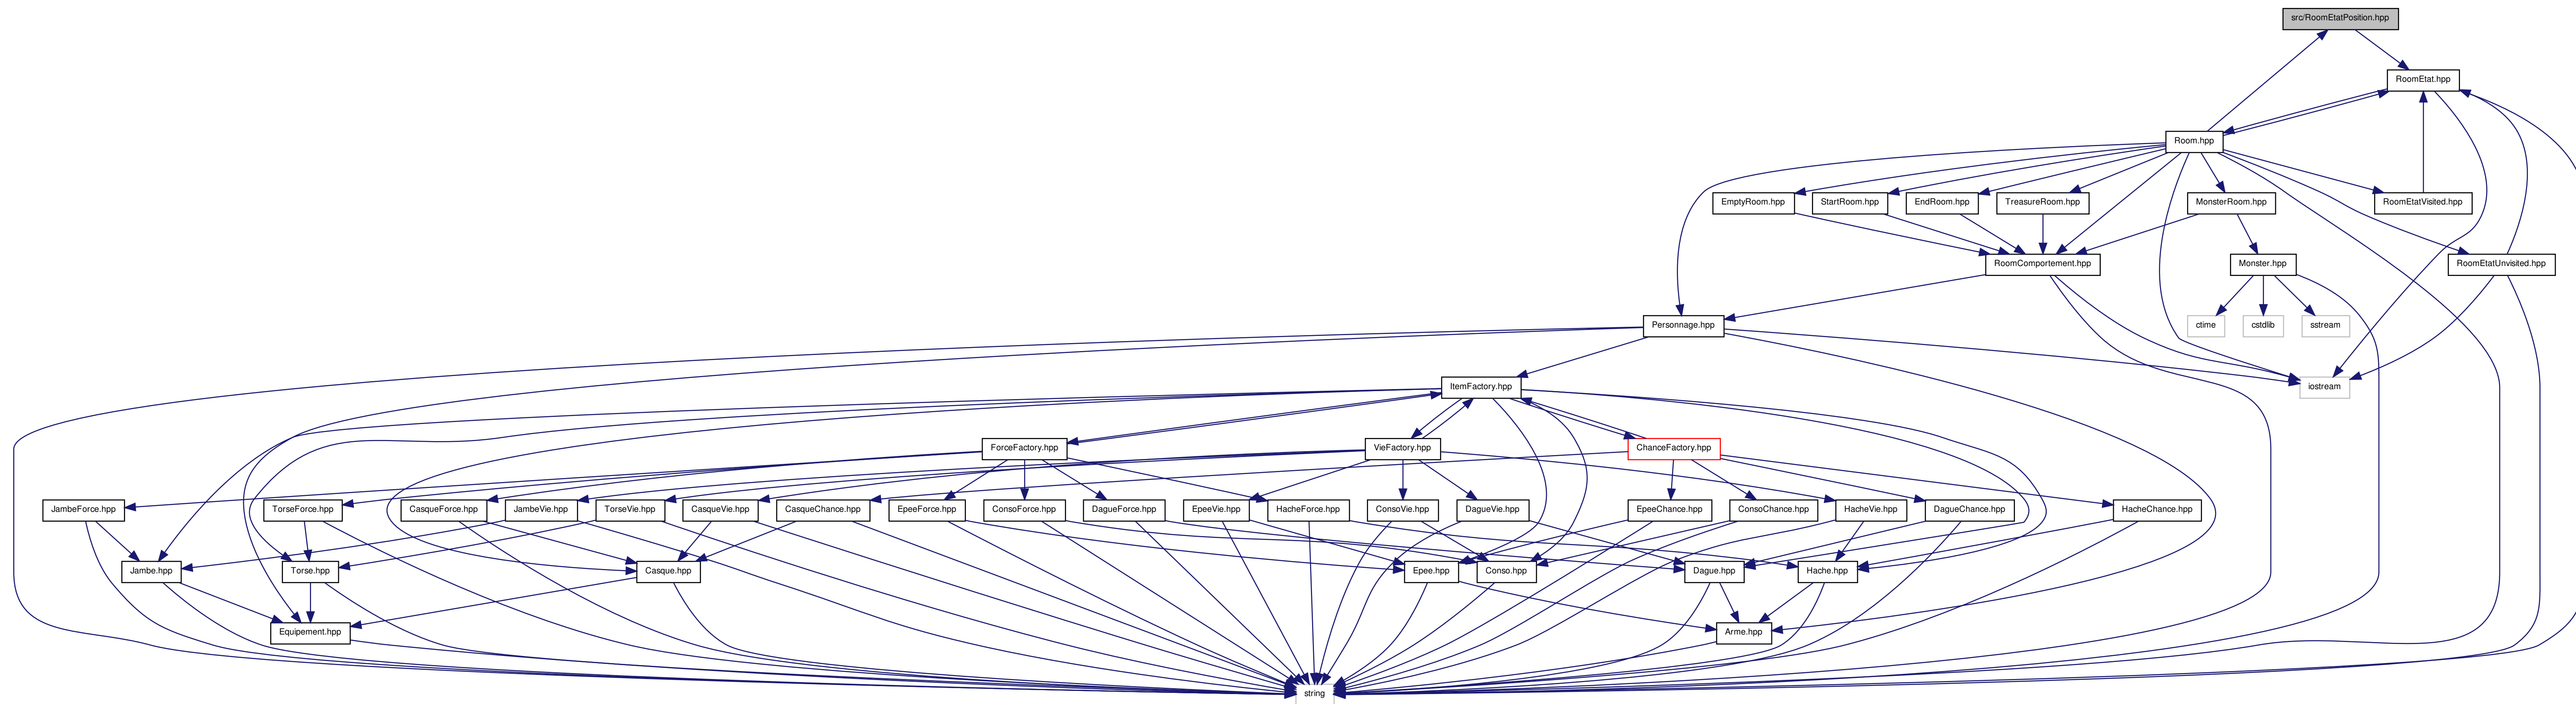 src/RoomEtatPosition.hpp
RoomEtat.hpp
Room.hpp
EmptyRoom.hpp
StartRoom.hpp
EndRoom.hpp
TreasureRoom.hpp
MonsterRoom.hpp
RoomEtatVisited.hpp
RoomComportement.hpp
Monster.hpp
RoomEtatUnvisited.hpp
Personnage.hpp
ctime
cstdlib
sstream
ItemFactory.hpp
iostream
ForceFactory.hpp
VieFactory.hpp
ChanceFactory.hpp
JambeForce.hpp
TorseForce.hpp
CasqueForce.hpp
JambeVie.hpp
TorseVie.hpp
CasqueVie.hpp
CasqueChance.hpp
EpeeForce.hpp
ConsoForce.hpp
DagueForce.hpp
EpeeVie.hpp
HacheForce.hpp
ConsoVie.hpp
DagueVie.hpp
EpeeChance.hpp
ConsoChance.hpp
HacheVie.hpp
DagueChance.hpp
HacheChance.hpp
Jambe.hpp
Torse.hpp
Casque.hpp
Epee.hpp
Conso.hpp
Dague.hpp
Hache.hpp
Equipement.hpp
Arme.hpp
string